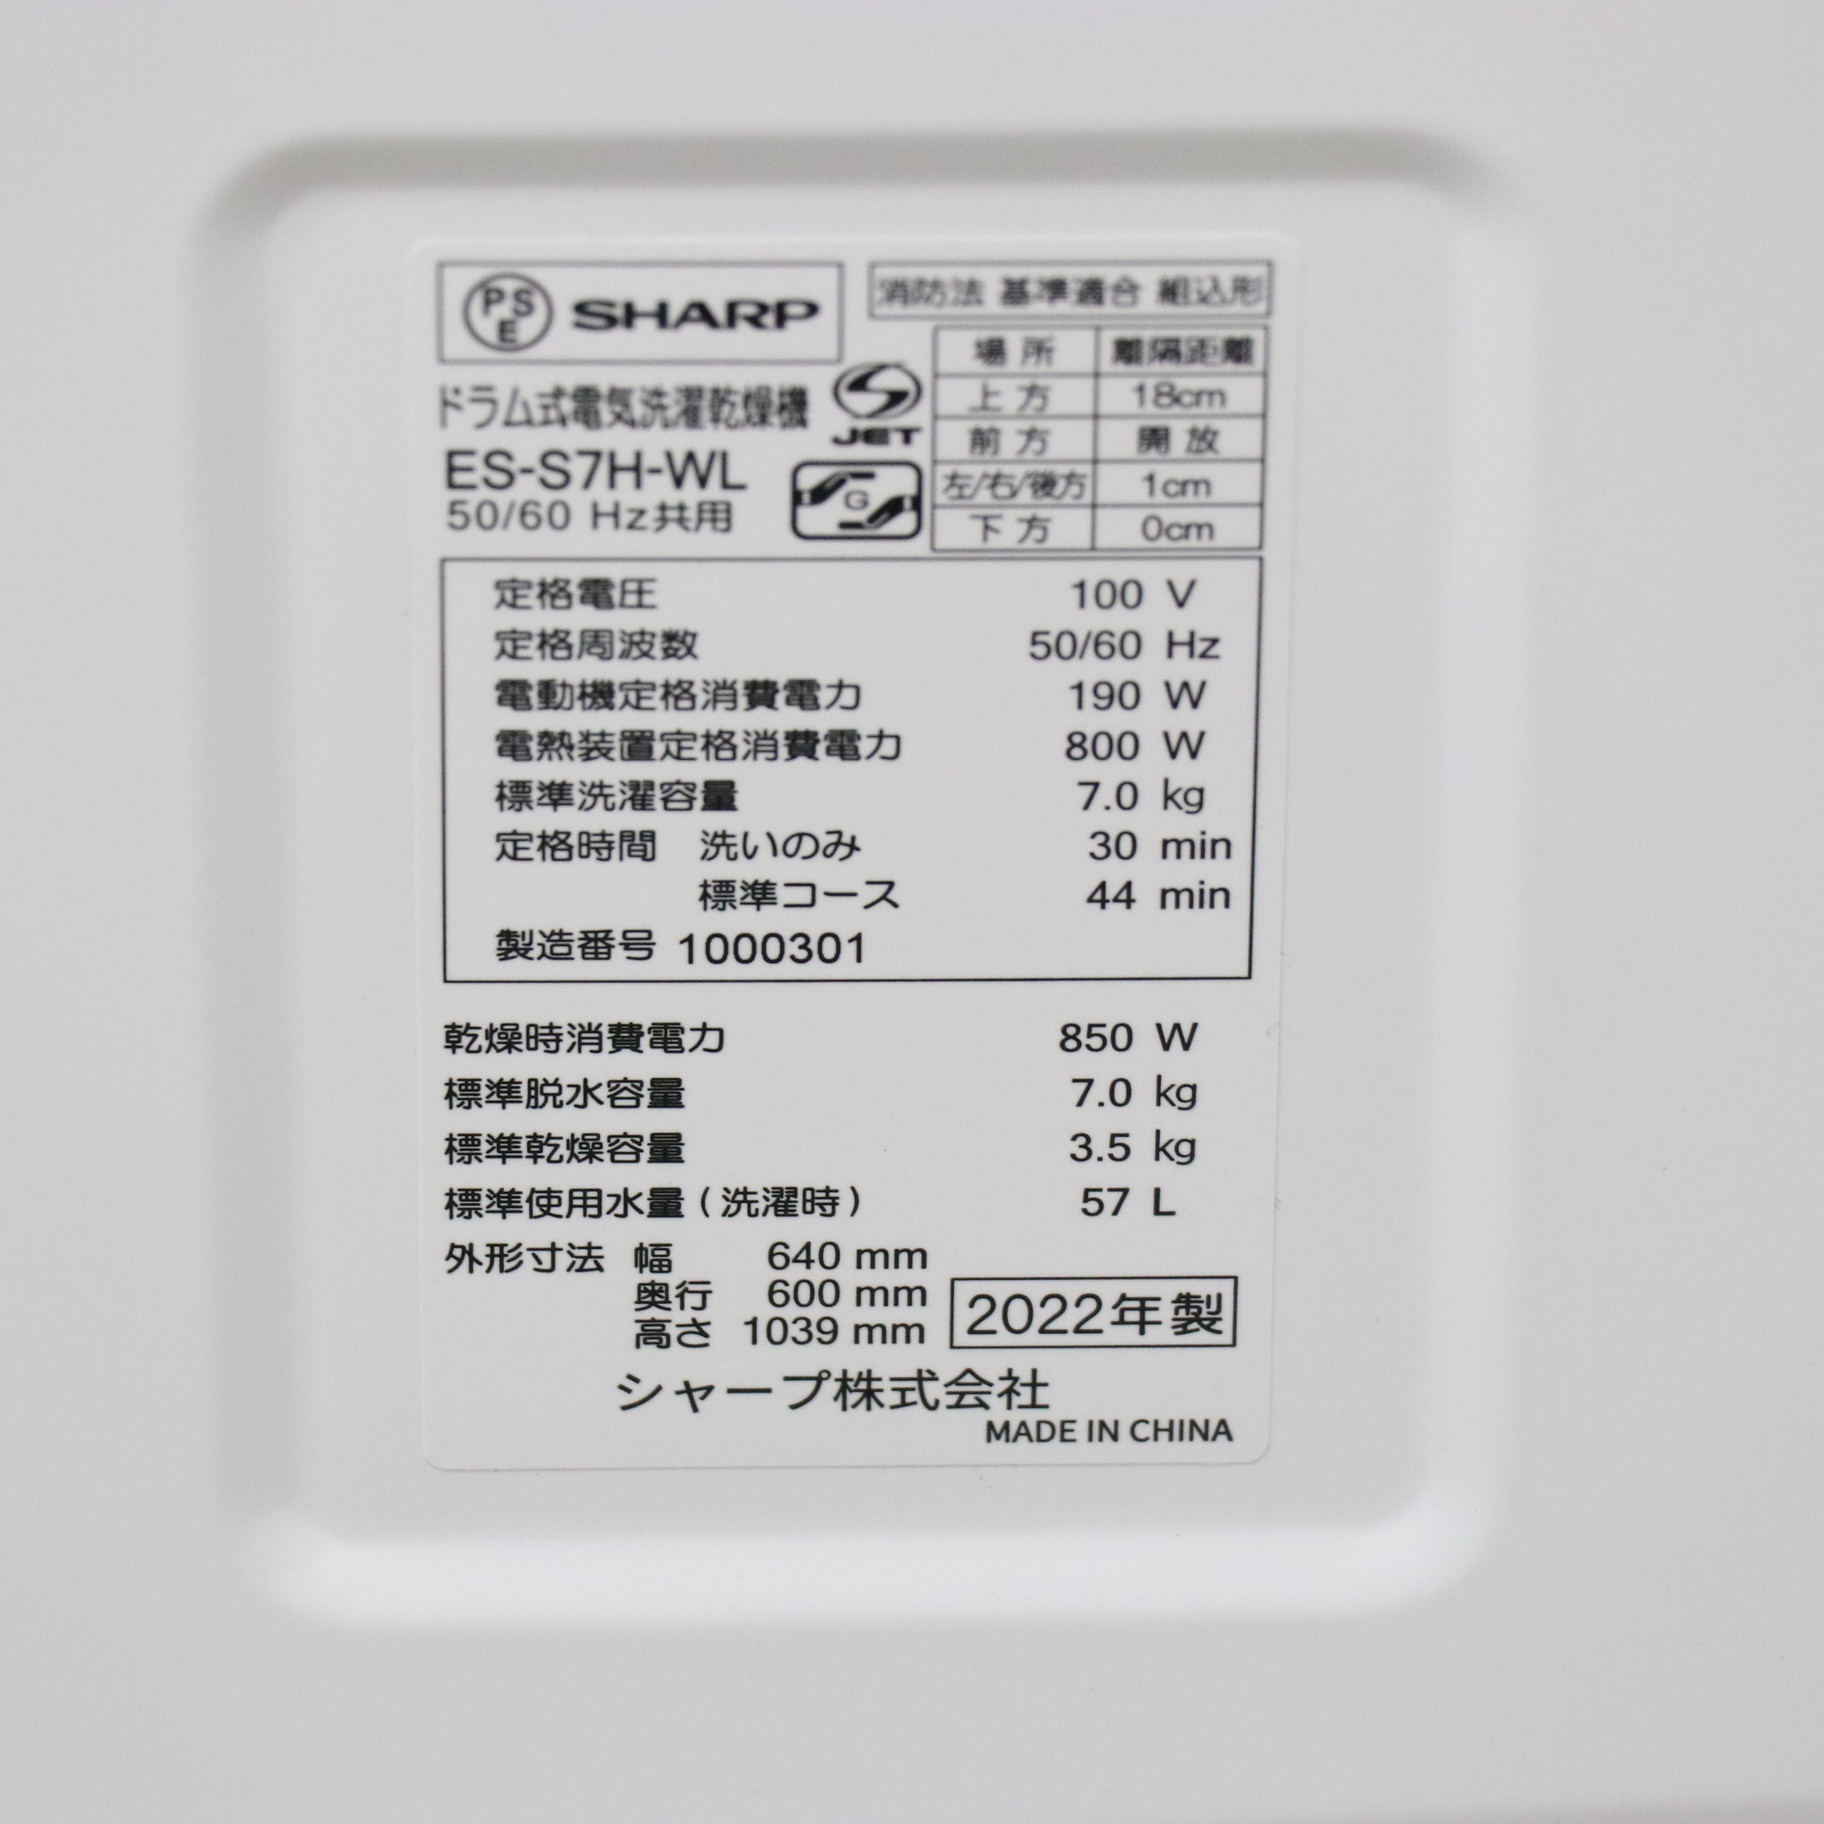 PSE SHARP
消防法 基準適合 組込形
場所 離隔距離
上方 18cm
前方 開放
左/右/後方 1cm
下方 0cm
ドラム式電気洗濯乾燥機
JET
ES-S7H-WL
G
50/60 Hz共用
定格電圧 100 V
定格周波数 50/60 Hz
電動機定格消費電力 190 W
電熱装置定格消費電力 800 W
標準洗濯容量 7.0 kg
定格時間 洗いのみ 30 min
標準コース 44 min
製造番号 1000301
乾燥時消費電力 850 W
標準脱水容量 7.0 kg
標準乾燥容量 3.5 kg
標準使用水量(洗濯時) 57 L
外形寸法 幅 640 mm
奥行 600 mm
高さ 1039 mm
2022年製
シャープ株式会社
MADE IN CHINA